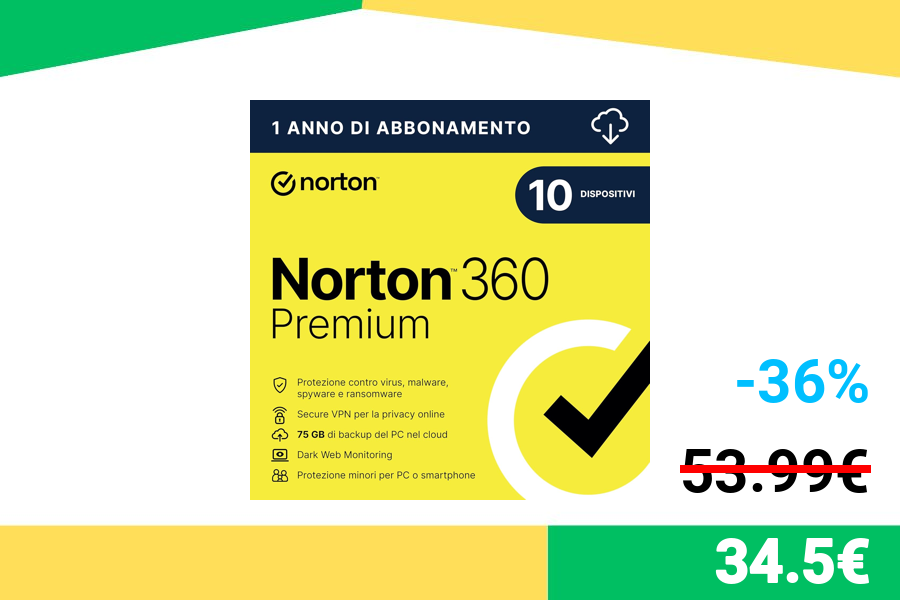 1 ANNO DI ABBONAMENTO
norton
10 DISPOSITIVI
Norton™ 360
Premium
Protezione contro virus, malware,
spyware e ransomware
Secure VPN per la privacy online
75 GB di backup del PC nel cloud
Dark Web Monitoring
Protezione minori per PC o smartphone
-36%
53.99€
34.5€